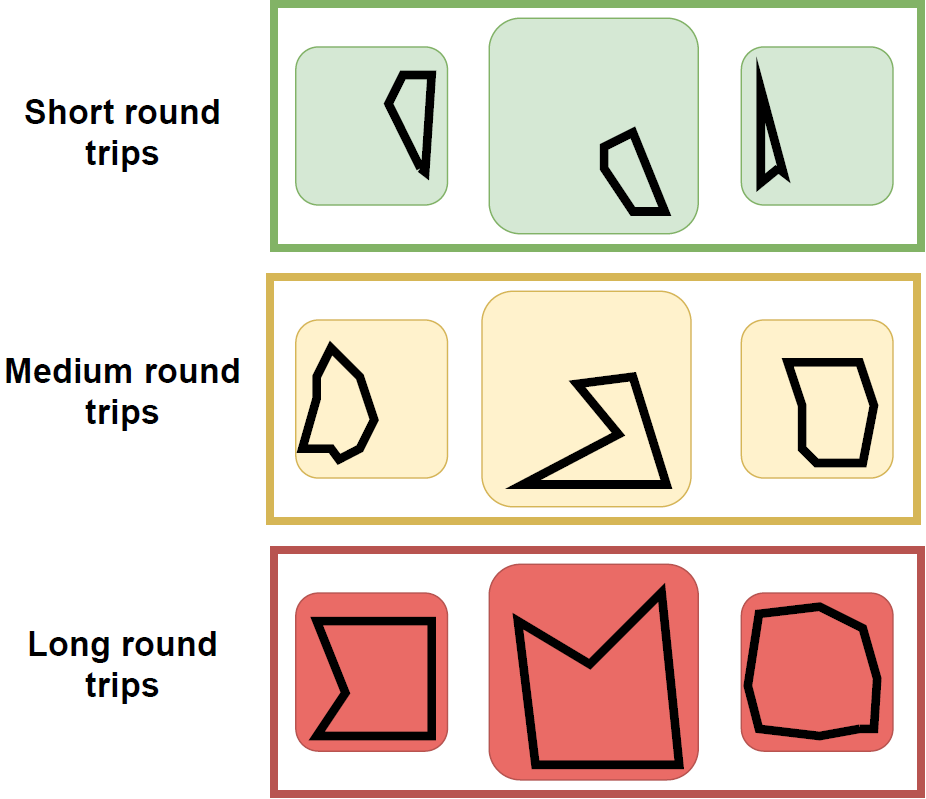 Short round
trips
Medium round
trips
Long round
trips